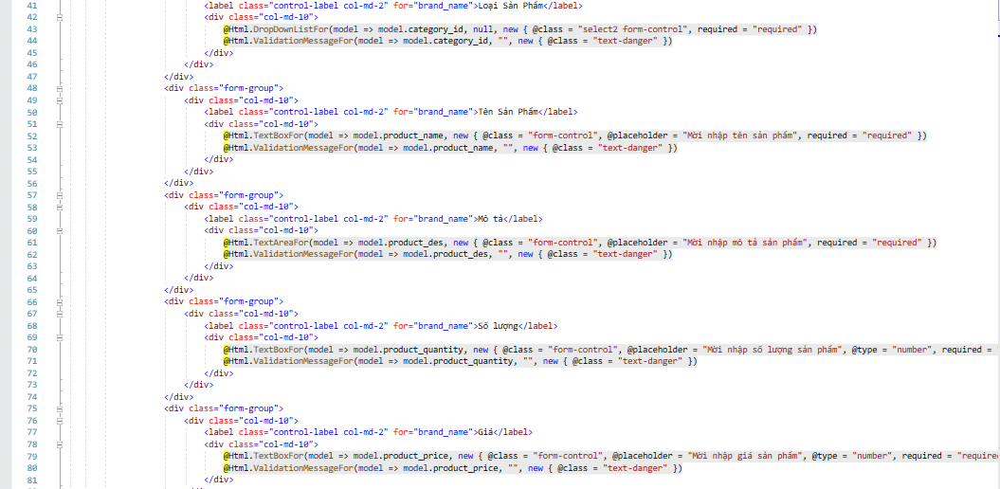 41 <label class="control-label col-md-2" for="brand_name">Loại Sản Phẩm</label>
42 <div class="col-md-10">
43 @Html.DropDownListFor(model => model.category_id, null, new { @class = "select2 form-control", required = "required" })
44 @Html.ValidationMessageFor(model => model.category_id, "", new { @class = "text-danger" })
45 </div>
46 </div>
47 </div>
48 <div class="form-group">
49 <div class="col-md-10">
50 <label class="control-label col-md-2" for="brand_name">Tên Sản Phẩm</label>
51 <div class="col-md-10">
52 @Html.TextBoxFor(model => model.product_name, new { @class = "form-control", @placeholder = "Mời nhập tên sản phẩm", required = "required" })
53 @Html.ValidationMessageFor(model => model.product_name, "", new { @class = "text-danger" })
54 </div>
55 </div>
56 </div>
57 <div class="form-group">
58 <div class="col-md-10">
59 <label class="control-label col-md-2" for="brand_name">Mô tả</label>
60 <div class="col-md-10">
61 @Html.TextAreaFor(model => model.product_des, new { @class = "form-control", @placeholder = "Mời nhập mô tả sản phẩm", required = "required" })
62 @Html.ValidationMessageFor(model => model.product_des, "", new { @class = "text-danger" })
63 </div>
64 </div>
65 </div>
66 <div class="form-group">
67 <div class="col-md-10">
68 <label class="control-label col-md-2" for="brand_name">Số lượng</label>
69 <div class="col-md-10">
70 @Html.TextBoxFor(model => model.product_quantity, new { @class = "form-control", @placeholder = "Mời nhập số lượng sản phẩm", @type = "number", required =
71 @Html.ValidationMessageFor(model => model.product_quantity, "", new { @class = "text-danger" })
72 </div>
73 </div>
74 </div>
75 <div class="form-group">
76 <div class="col-md-10">
77 <label class="control-label col-md-2" for="brand_name">Giá</label>
78 <div class="col-md-10">
79 @Html.TextBoxFor(model => model.product_price, new { @class = "form-control", @placeholder = "Mời nhập giá sản phẩm", @type = "number", required = "require
80 @Html.ValidationMessageFor(model => model.product_price, "", new { @class = "text-danger" })
81 </div>